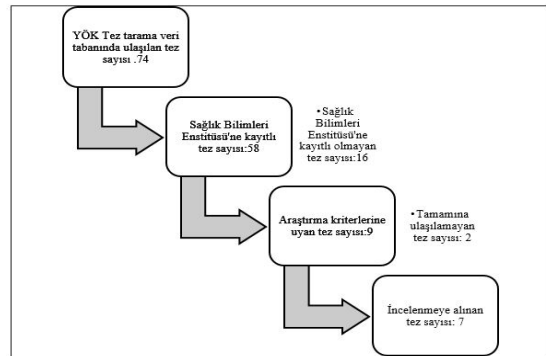 YÖK Tez tarama veri
tabanında ulaşılan tez
sayısı .74
Sağlık Bilimleri
Enstitüsü'ne kayıtlı
tez sayısı:58
•Sağlık
Bilimleri
Enstitüsü'ne
kayıtlı olmayan
tez sayısı:16
Araştırma kriterlerine
uyan tez sayısı:9
•Tamamına
ulaşılamayan
tez sayısı: 2
İncelenmeye alınan
tez sayısı: 7